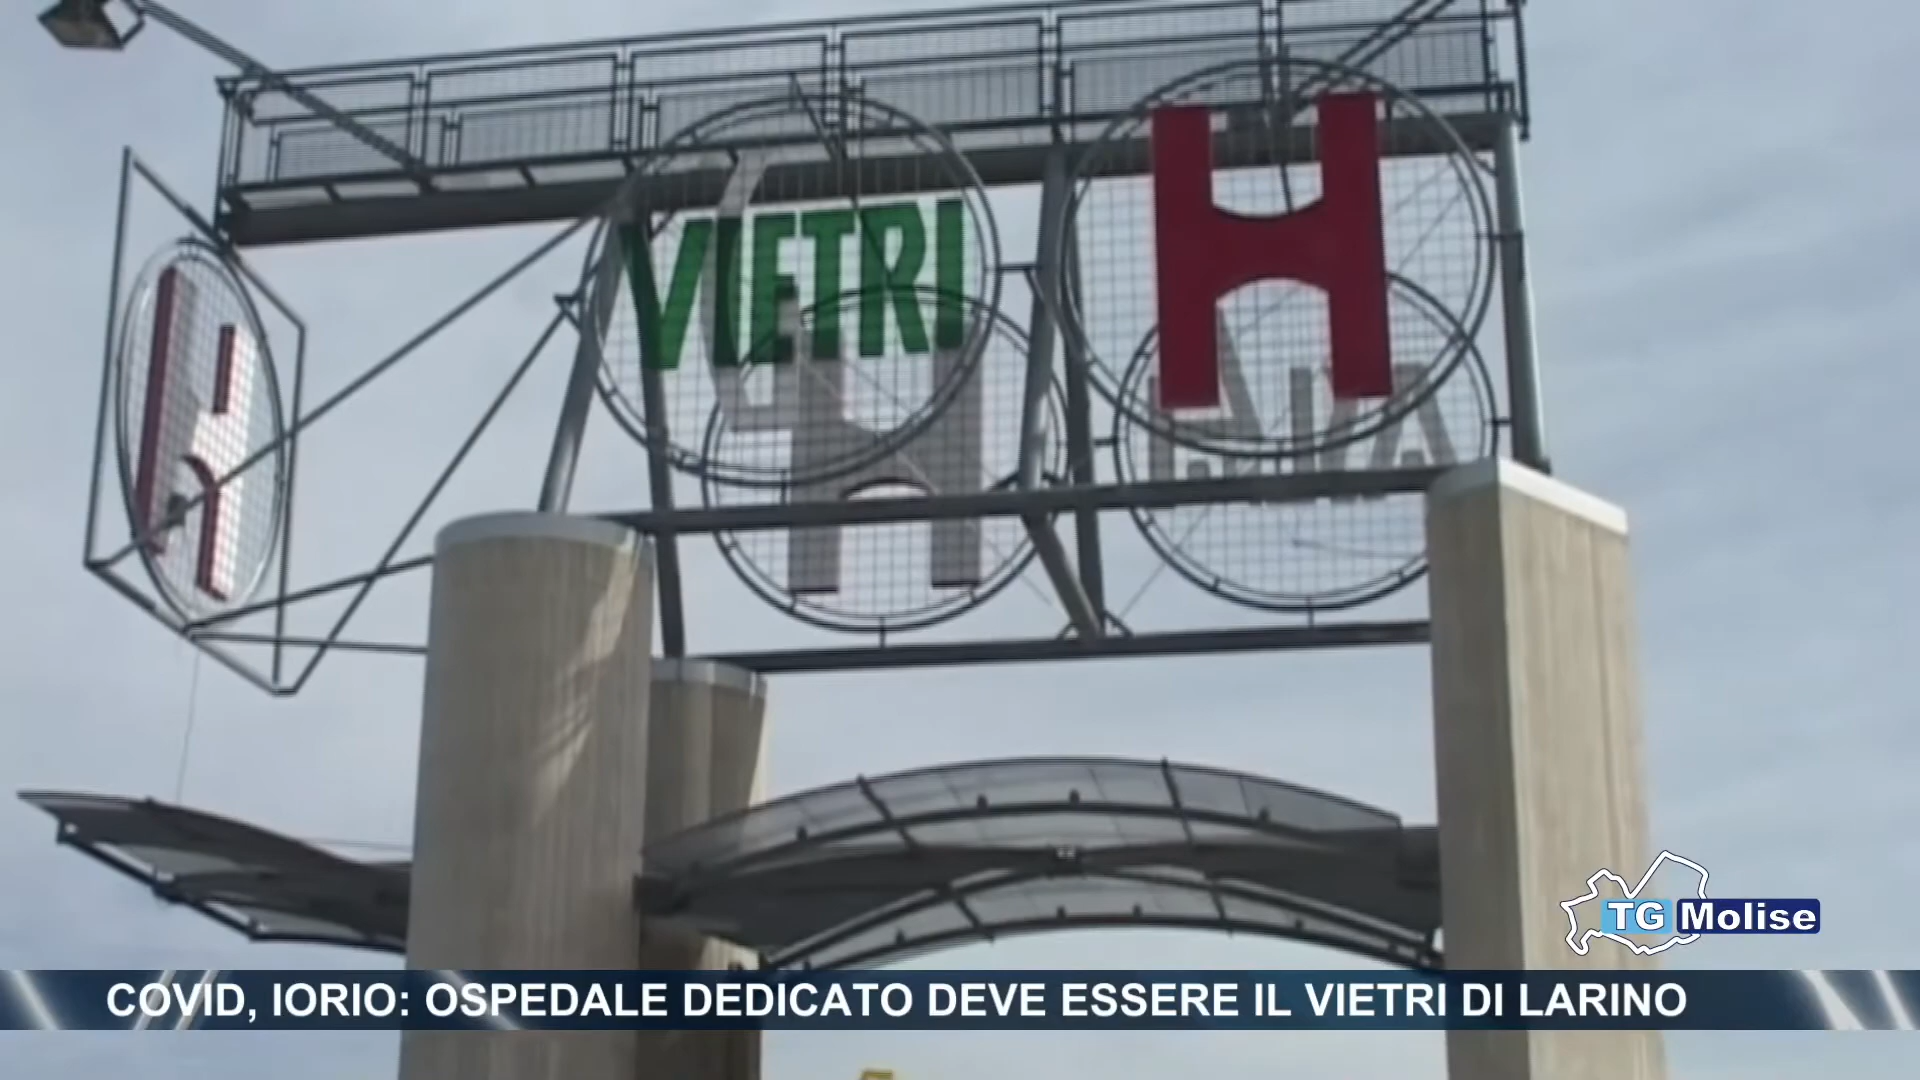 VIETRI
H
H
H
TG Molise
COVID, IORIO: OSPEDALE DEDICATO DEVE ESSERE IL VIETRI DI LARINO